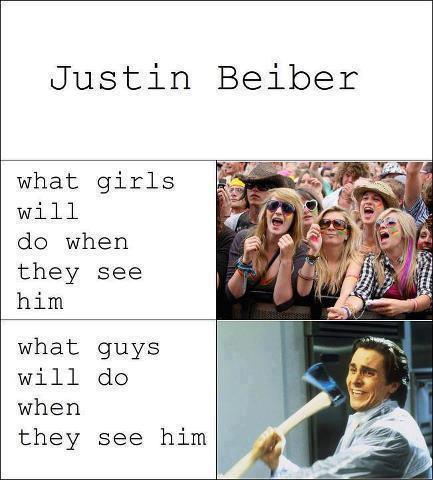 Justin Beiber
what girls
will
do when
they see
him
what guys
will do
when
they see him